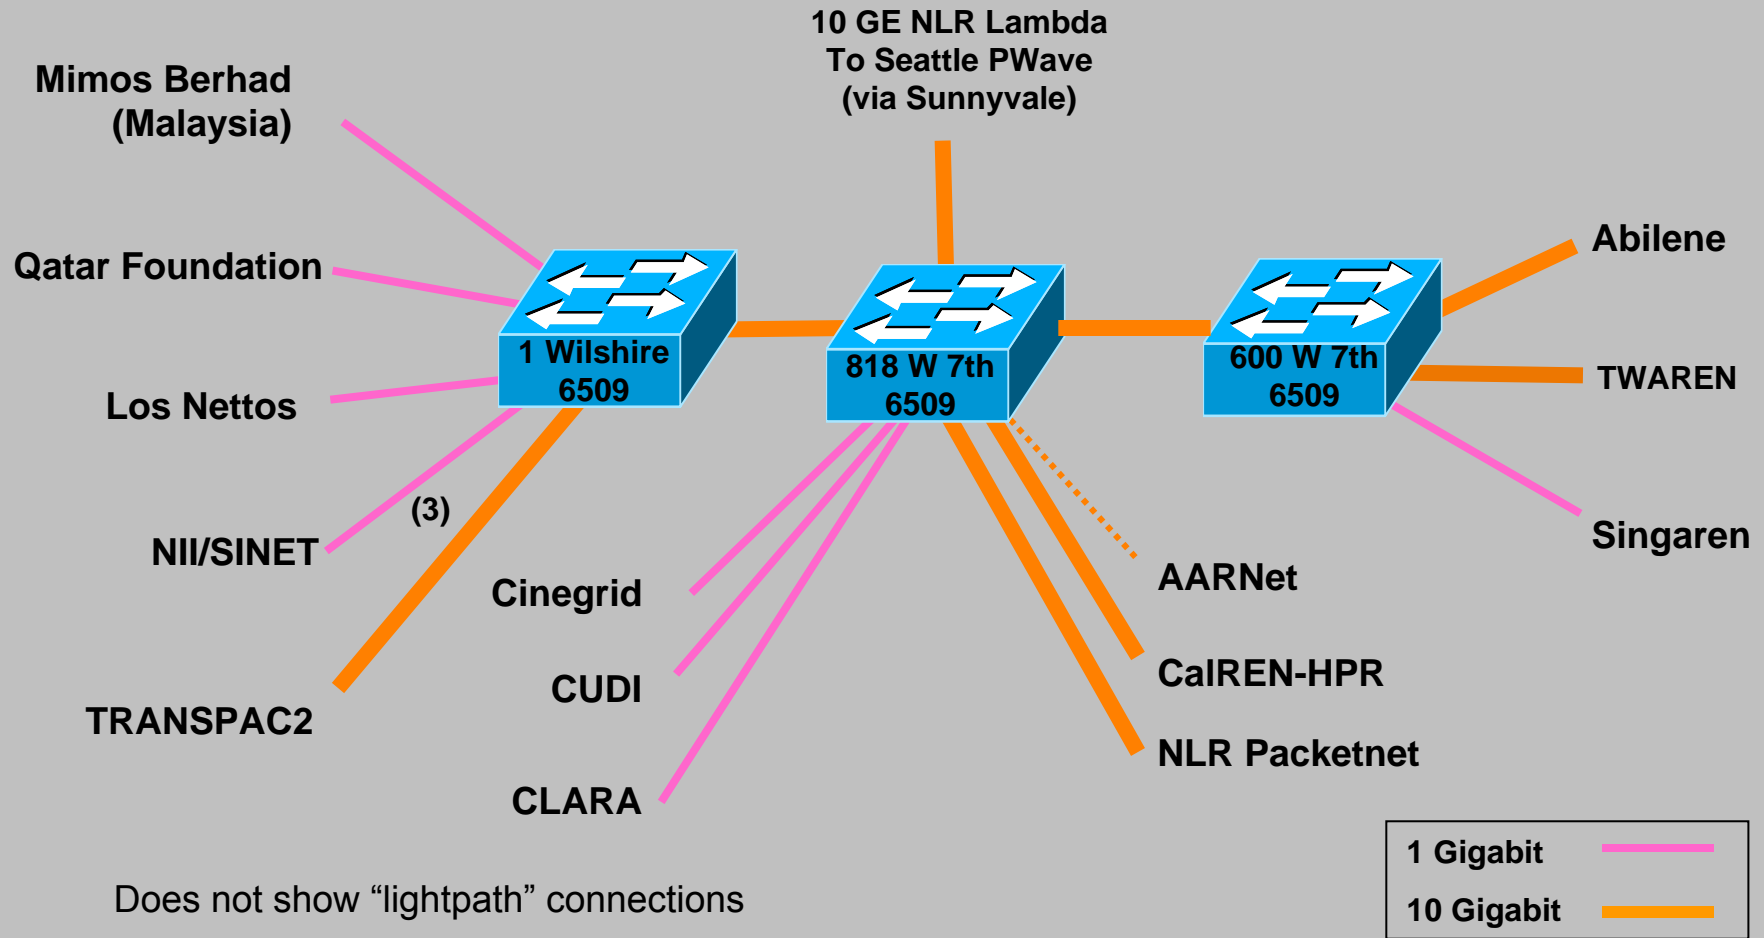 10 GE NLR Lambda
To Seattle PWave
(via Sunnyvale)
Mimos Berhad
(Malaysia)
Qatar Foundation
Los Nettos
NII/SINET
(3)
TRANSPAC2
1 Wilshire
6509
818 W 7th
6509
600 W 7th
6509
Abilene
TWAREN
Singaren
Cinegrid
CUDI
CLARA
AARNet
CalREN-HPR
NLR Packetnet
Does not show “lightpath” connections
1 Gigabit
10 Gigabit